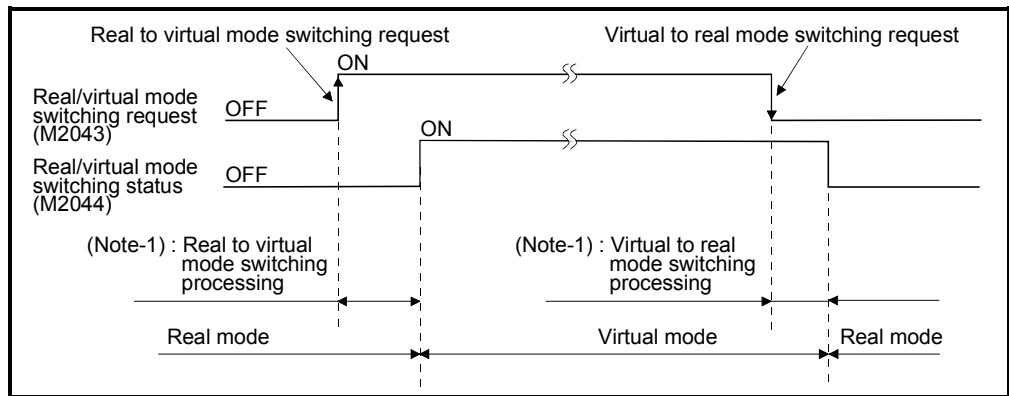 Real to virtual mode switching request
Virtual to real mode switching request
ON
Real/virtual mode
switching request
(M2043)
OFF
ON
Real/virtual mode
switching status
(M2044)
OFF
(Note-1) : Real to virtual
mode switching
processing
(Note-1) : Virtual to real
mode switching
processing
Real mode
Virtual mode
Real mode